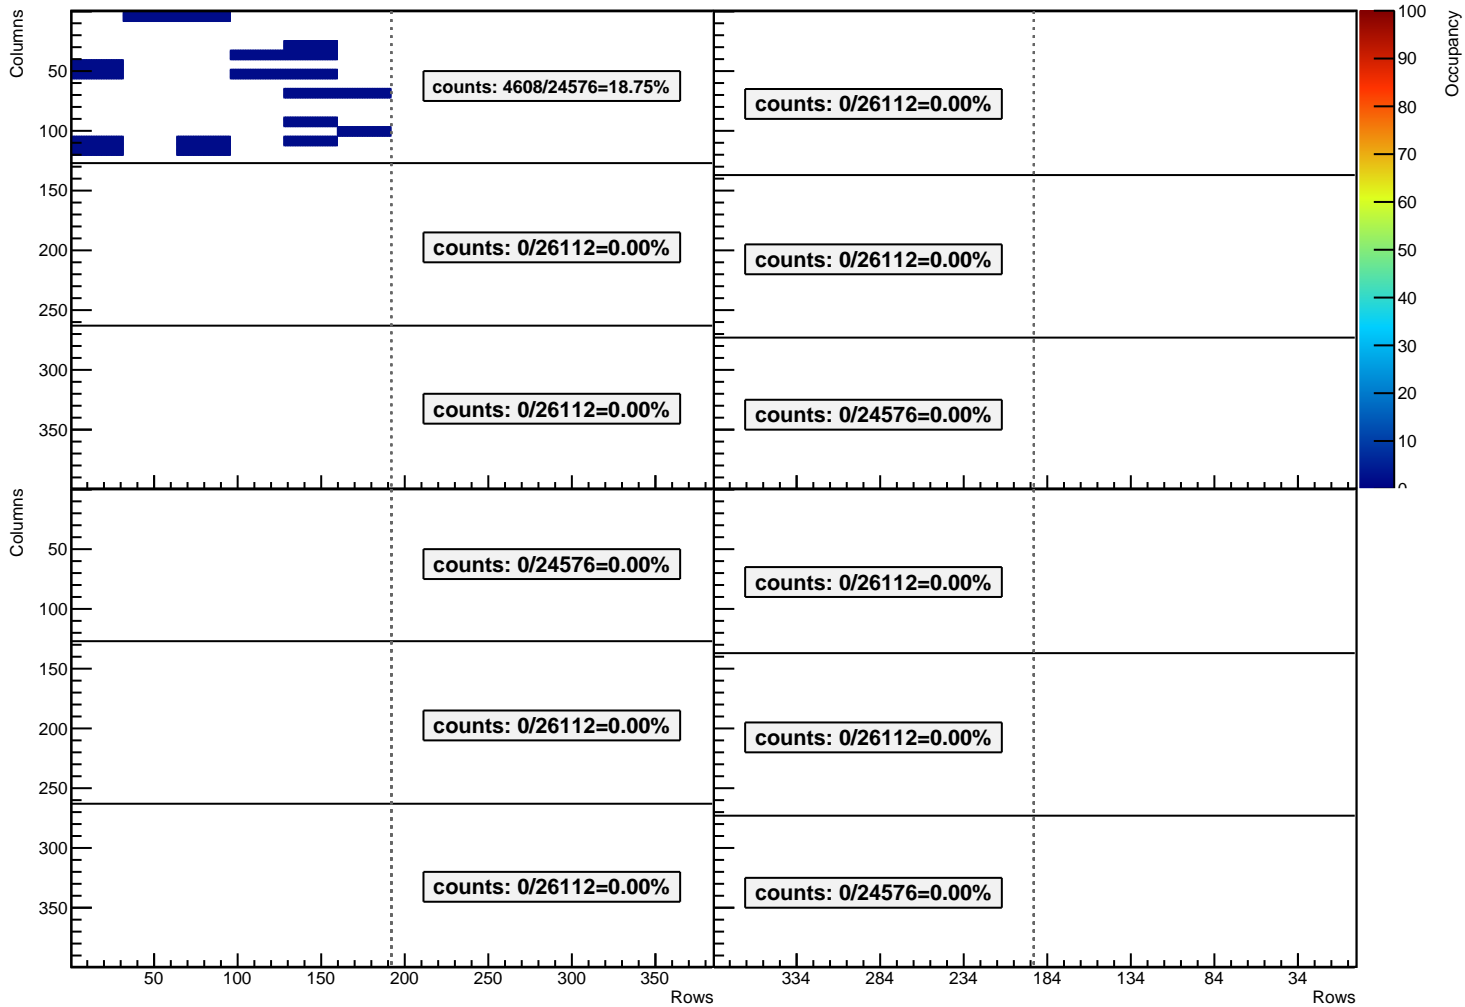 Columns
50
100
150
200
250
300
350
counts: 4608/24576=18.75%
counts: 0/26112=0.00%
counts: 0/26112=0.00%
counts: 0/26112=0.00%
counts: 0/26112=0.00%
counts: 0/24576=0.00%
100
90
80
70
60
50
40
30
20
10
0
Occupancy
Columns
50
100
150
200
250
300
350
counts: 0/24576=0.00%
counts: 0/26112=0.00%
counts: 0/26112=0.00%
counts: 0/26112=0.00%
counts: 0/26112=0.00%
counts: 0/24576=0.00%
50 100 150 200 250 300 350
Rows
334 284 234 184 134 84 34
Rows